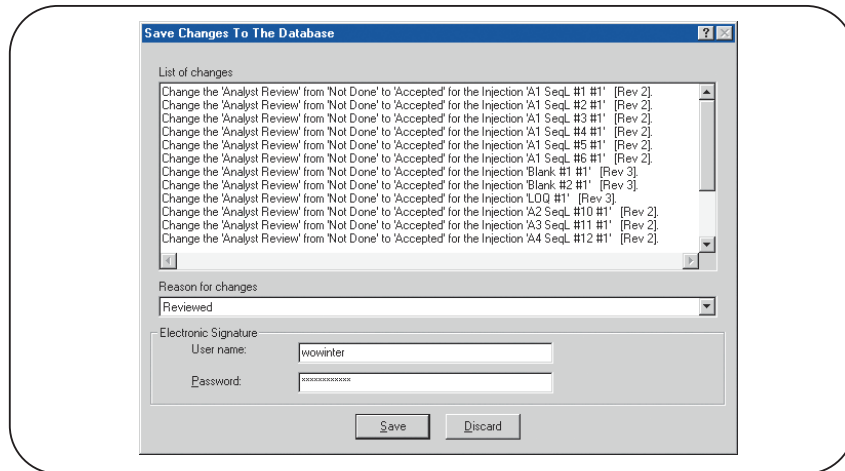 Save Changes To The Database
List of changes
Change the 'Analyst Review' from 'Not Done' to 'Accepted' for the Injection 'A1 SeqL #1 #1' [Rev 2].
Change the 'Analyst Review' from 'Not Done' to 'Accepted' for the Injection 'A1 SeqL #2 #1' [Rev 2].
Change the 'Analyst Review' from 'Not Done' to 'Accepted' for the Injection 'A1 SeqL #3 #1' [Rev 2].
Change the 'Analyst Review' from 'Not Done' to 'Accepted' for the Injection 'A1 SeqL #4 #1' [Rev 2].
Change the 'Analyst Review' from 'Not Done' to 'Accepted' for the Injection 'A1 SeqL #5 #1' [Rev 2].
Change the 'Analyst Review' from 'Not Done' to 'Accepted' for the Injection 'A1 SeqL #6 #1' [Rev 2].
Change the 'Analyst Review' from 'Not Done' to 'Accepted' for the Injection 'Blank #1 #1' [Rev 3].
Change the 'Analyst Review' from 'Not Done' to 'Accepted' for the Injection 'Blank #2 #1' [Rev 3].
Change the 'Analyst Review' from 'Not Done' to 'Accepted' for the Injection 'LOQ #1' [Rev 3].
Change the 'Analyst Review' from 'Not Done' to 'Accepted' for the Injection 'A2 SeqL #10 #1' [Rev 2].
Change the 'Analyst Review' from 'Not Done' to 'Accepted' for the Injection 'A3 SeqL #11 #1' [Rev 2].
Change the 'Analyst Review' from 'Not Done' to 'Accepted' for the Injection 'A4 SeqL #12 #1' [Rev 2].
Reason for changes
Reviewed
Electronic Signature
User name: wowinter
Password: xxxxxxxxxxxx
Save Discard